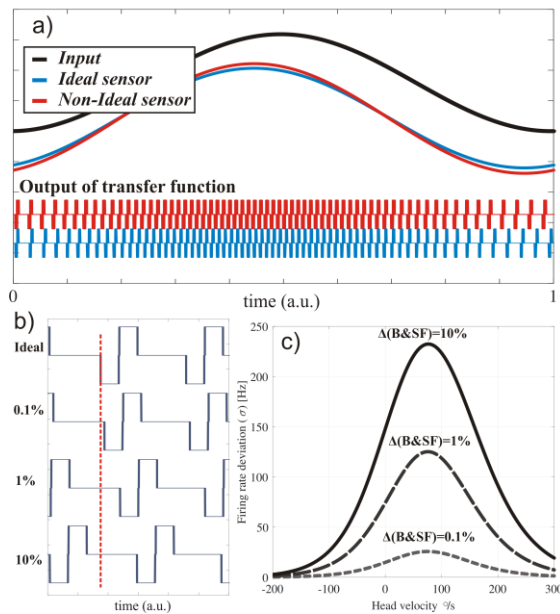 a)
Input
Ideal sensor
Non-Ideal sensor
Output of transfer function
0
1
time (a.u.)
b)
Ideal
0.1%
1%
10%
time (a.u.)
c)
250
200
150
100
50
0
Firing rate deviation ( σ ) [Hz]
Δ(B&SF)=10%
Δ(B&SF)=1%
Δ(B&SF)=0.1%
-200
-100
0
100
200
300
Head velocity º/s